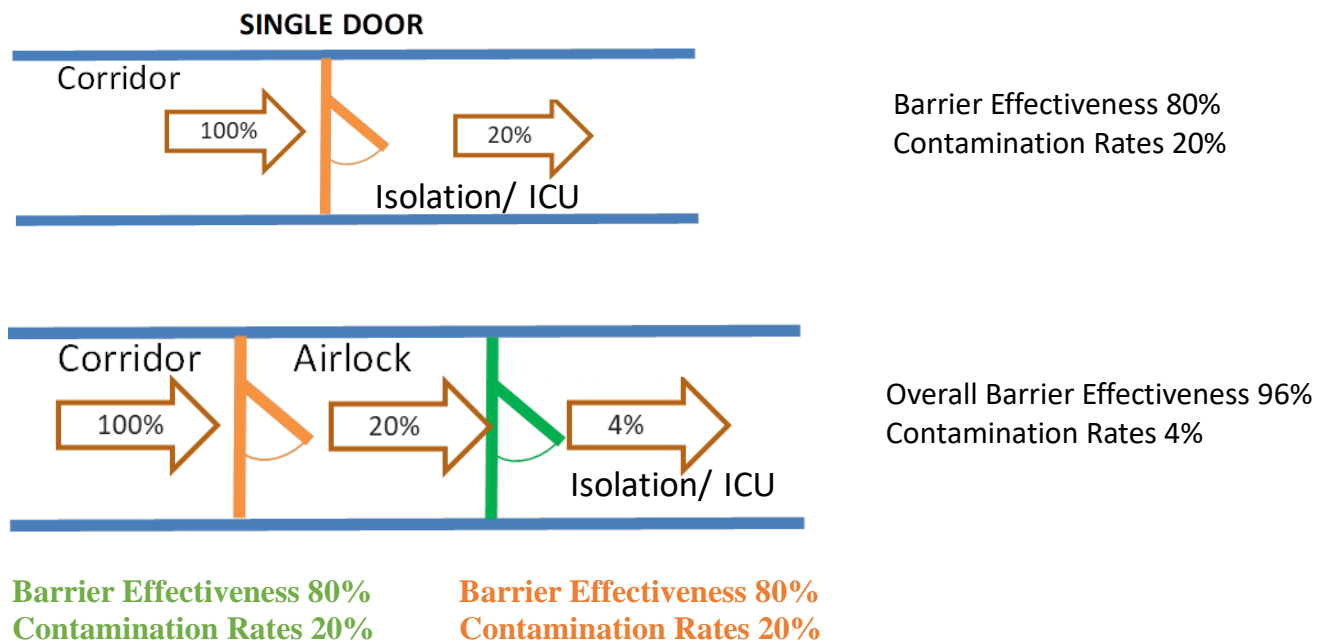 SINGLE DOOR
Corridor
100%
20%
Isolation/ ICU
Barrier Effectiveness 80%
Contamination Rates 20%
Corridor
Airlock
100%
20%
4%
Isolation/ ICU
Overall Barrier Effectiveness 96%
Contamination Rates 4%
Barrier Effectiveness 80%
Contamination Rates 20%
Barrier Effectiveness 80%
Contamination Rates 20%